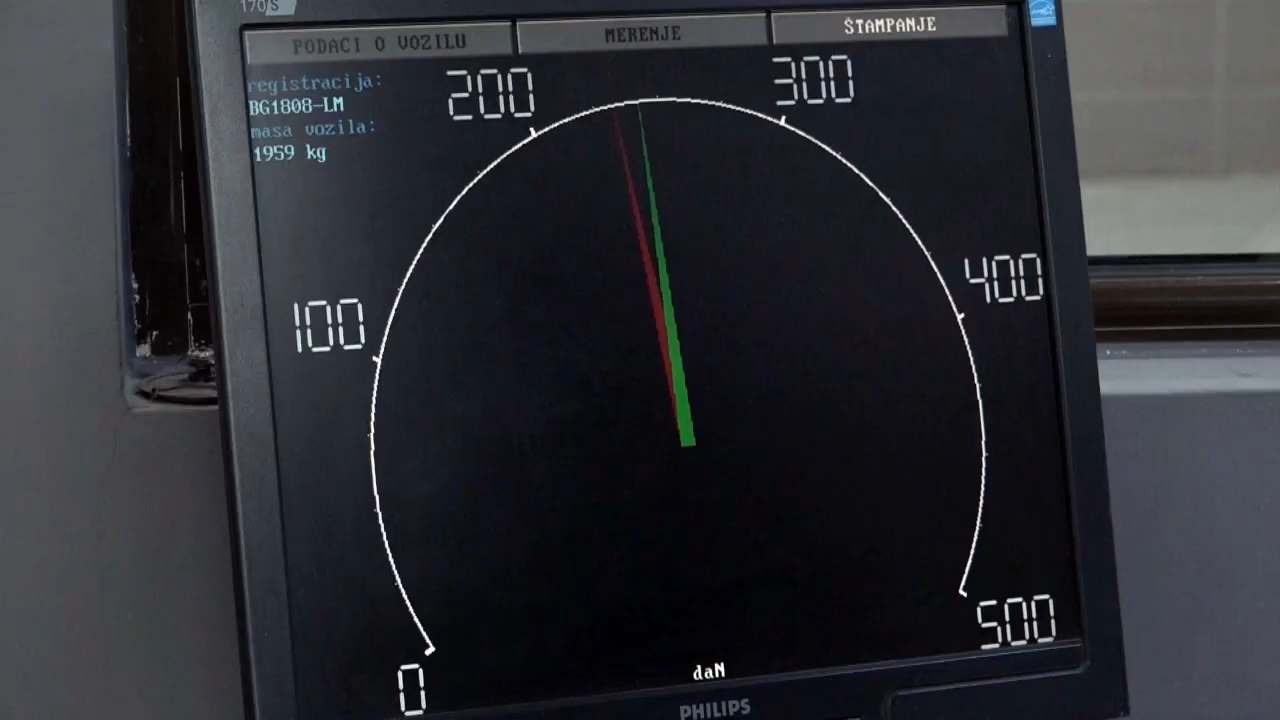 170S
PODACI O VOZILU
MERENJE
ŠTAMPANJE
registracija:
BG1808-LM
masa vozila:
1959 kg
200
300
100
400
0
500
daN
PHILIPS